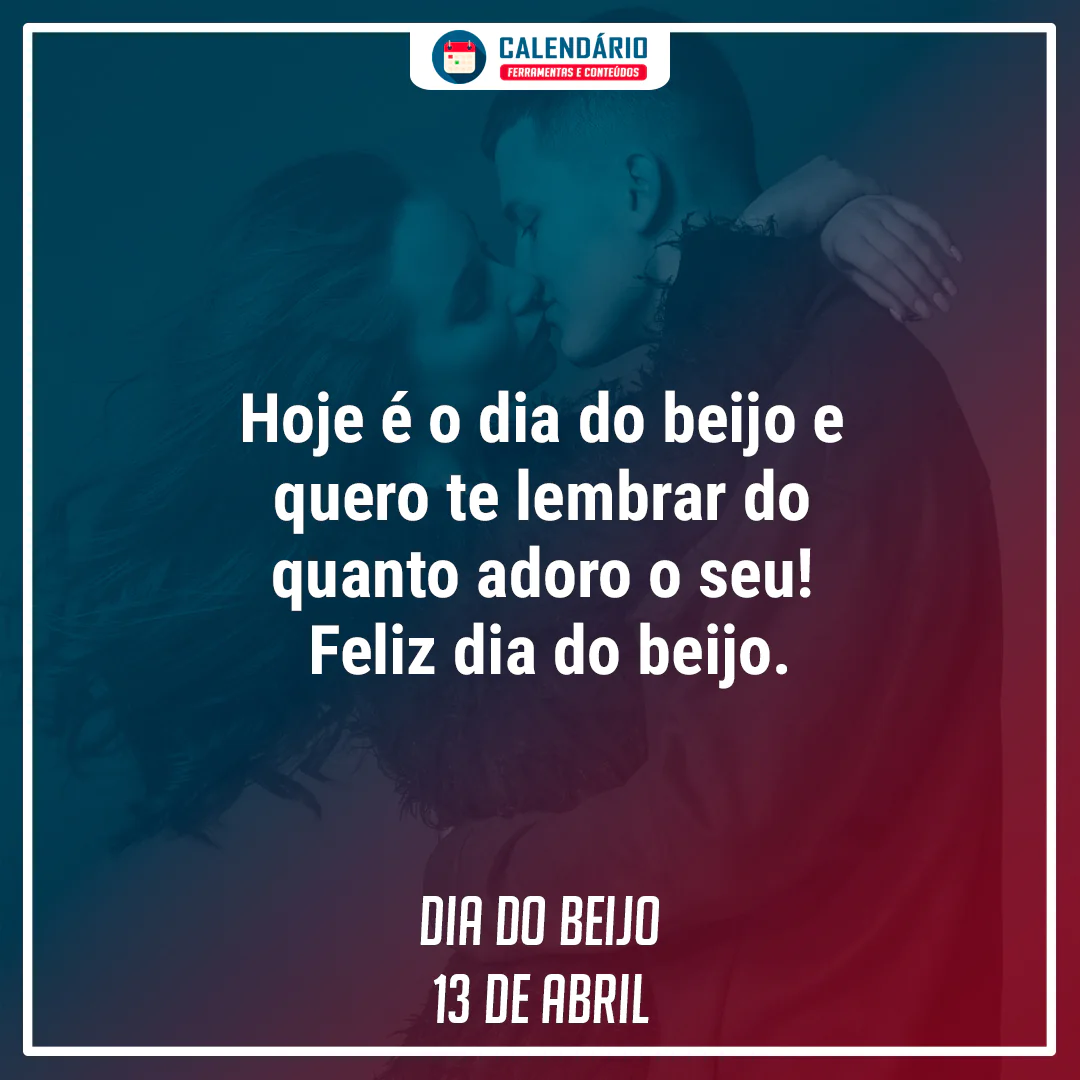 CALENDÁRIO
FERRAMENTAS E CONTEÚDOS
Hoje é o dia do beijo e
quero te lembrar do
quanto adoro o seu!
Feliz dia do beijo.
DIA DO BEIJO
13 DE ABRIL